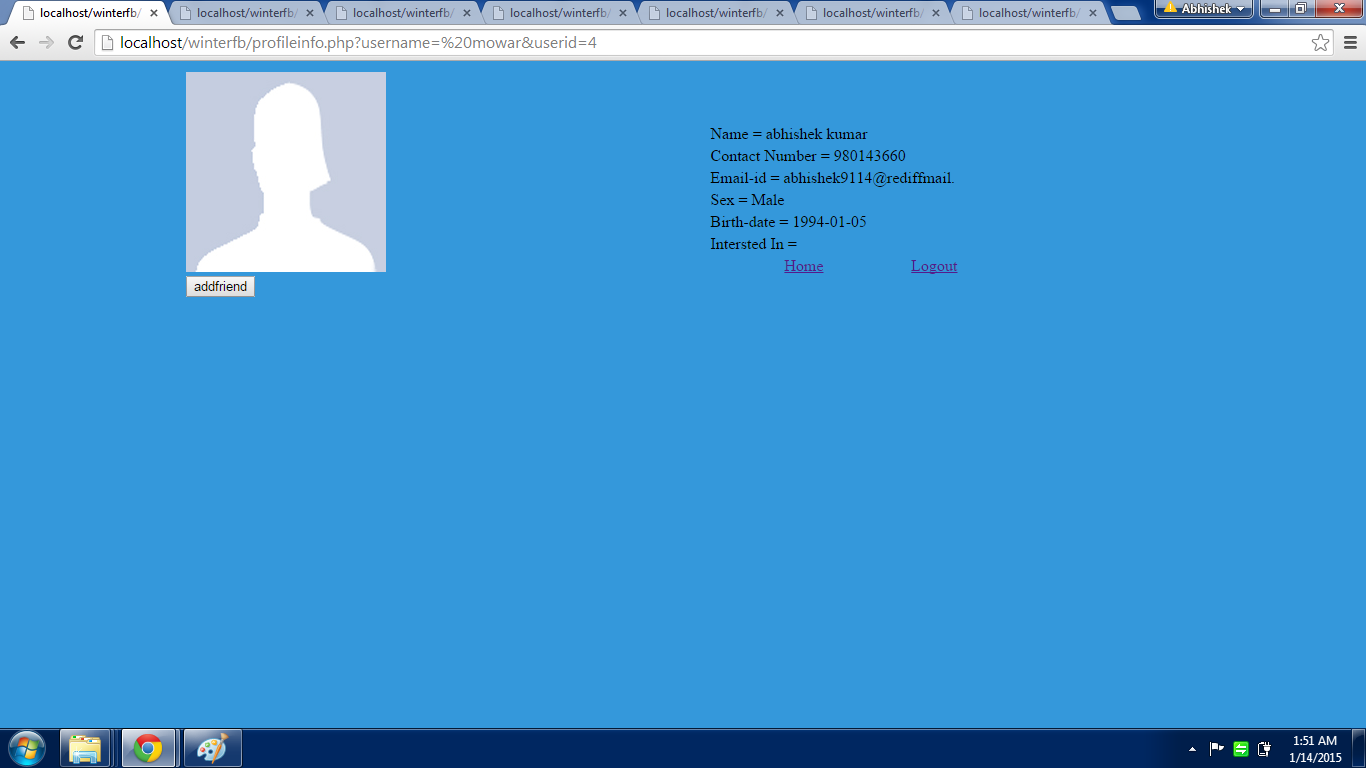 localhost/winterfb/
localhost/winterfb/
localhost/winterfb/
localhost/winterfb/
localhost/winterfb/
localhost/winterfb/
localhost/winterfb/
Abhishek
localhost/winterfb/profileinfo.php?username=%20mowar&userid=4
Name = abhishek kumar
Contact Number = 980143660
Email-id = abhishek9114@rediffmail.
Sex = Male
Birth-date = 1994-01-05
Intersted In =
Home Logout
addfriend
1:51 AM
1/14/2015